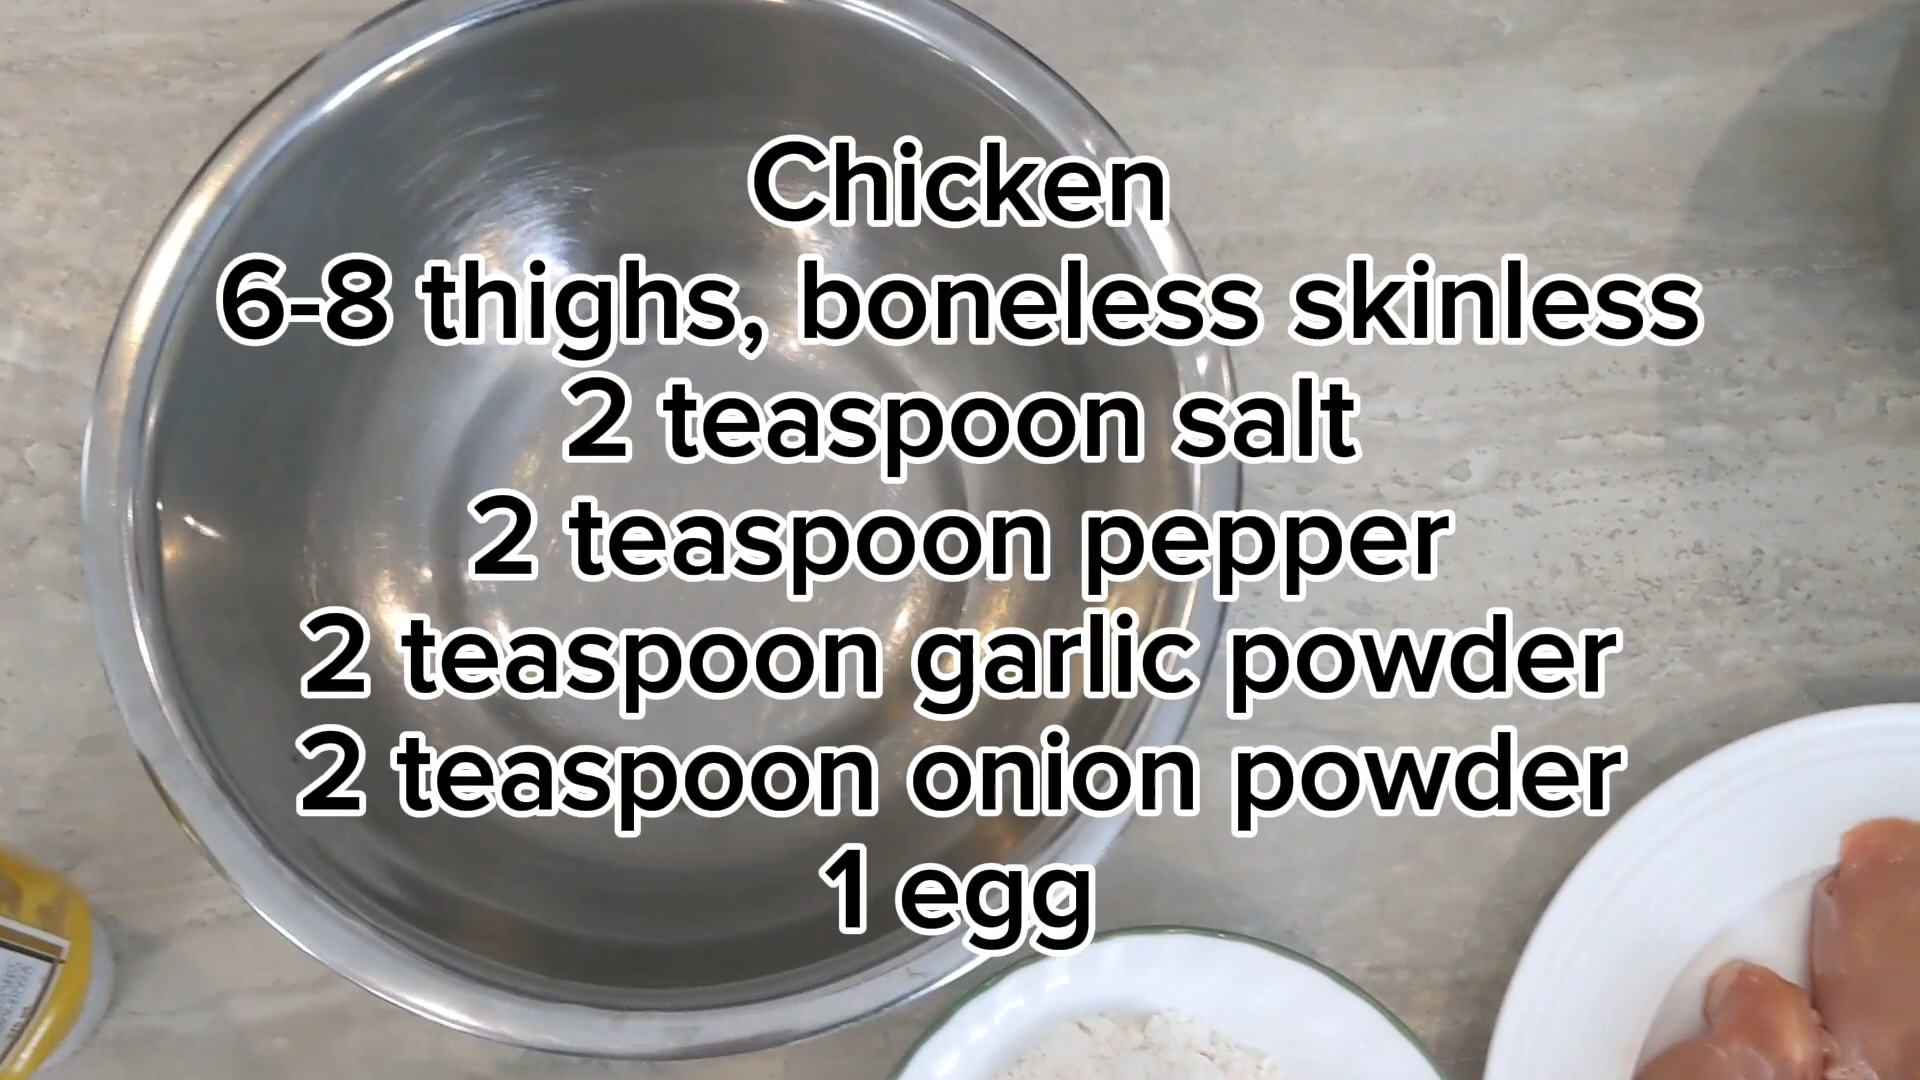 Chicken
6-8 thighs, boneless skinless
2 teaspoon salt
2 teaspoon pepper
2 teaspoon garlic powder
2 teaspoon onion powder
1 egg